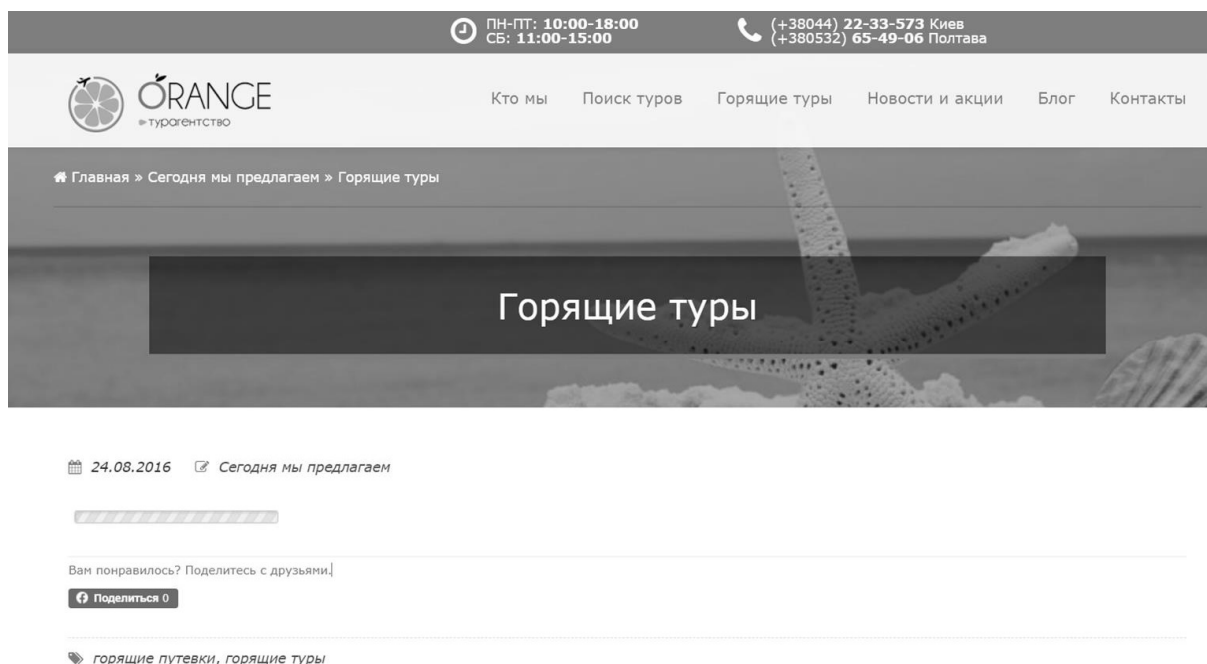 ПН-ПТ: 10:00-18:00
СБ: 11:00-15:00
(+38044) 22-33-573 Киев
(+380532) 65-49-06 Полтава
ORANGE
турагентство
Кто мы Поиск туров Горящие туры Новости и акции Блог Контакты
Главная » Сегодня мы предлагаем » Горящие туры
Горящие туры
24.08.2016 Сегодня мы предлагаем
Вам понравилось? Поделитесь с друзьями.
Поделиться 0
горящие путевки, горящие туры